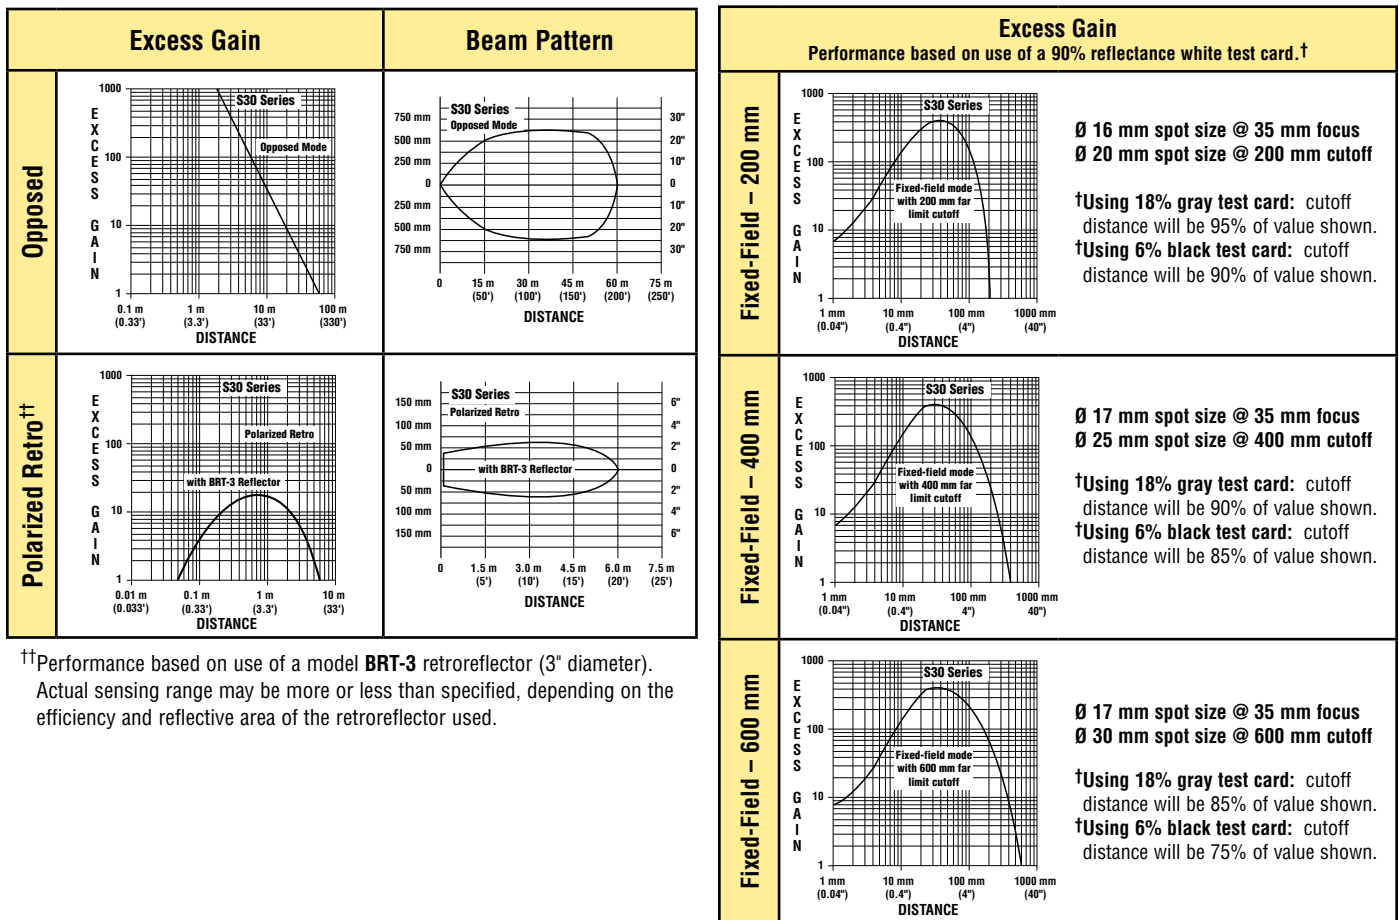 Excess Gain
Beam Pattern
Opposed
1000
100
10
1
EXCESS GAIN
S30 Series
Opposed Mode
0.1 m 1 m 10 m 100 m
(0.33') (3.3') (33') (330')
DISTANCE
750 mm
500 mm
250 mm
0
250 mm
500 mm
750 mm
S30 Series
Opposed Mode
30"
20"
10"
0
10"
20"
30"
0 15 m 30 m 45 m 60 m 75 m
(50') (100') (150') (200') (250')
DISTANCE
Polarized Retro††
1000
100
10
1
EXCESS GAIN
S30 Series
Polarized Retro
with BRT-3 Reflector
0.01 m 0.1 m 1 m 10 m
(0.033') (0.33') (3.3') (33')
DISTANCE
150 mm
100 mm
50 mm
0
50 mm
100 mm
150 mm
S30 Series
Polarized Retro
with BRT-3 Reflector
6"
4"
2"
0
2"
4"
6"
0 1.5 m 3.0 m 4.5 m 6.0 m 7.5 m
(5') (10') (15') (20') (25')
DISTANCE
††Performance based on use of a model BRT-3 retroreflector (3" diameter).
Actual sensing range may be more or less than specified, depending on the
efficiency and reflective area of the retroreflector used.
Excess Gain
Performance based on use of a 90% reflectance white test card.†
Fixed-Field – 200 mm
1000
100
10
1
EXCESS GAIN
S30 Series
Fixed-field mode
with 200 mm far
limit cutoff
1 mm 10 mm 100 mm 1000 mm
(0.04") (0.4") (4") (40")
DISTANCE
Ø 16 mm spot size @ 35 mm focus
Ø 20 mm spot size @ 200 mm cutoff
†Using 18% gray test card: cutoff
distance will be 95% of value shown.
†Using 6% black test card: cutoff
distance will be 90% of value shown.
Fixed-Field – 400 mm
1000
100
10
1
EXCESS GAIN
S30 Series
Fixed-field mode
with 400 mm far
limit cutoff
1 mm 10 mm 100 mm 1000 mm
(0.04") (0.4") 4") 40")
DISTANCE
Ø 17 mm spot size @ 35 mm focus
Ø 25 mm spot size @ 400 mm cutoff
†Using 18% gray test card: cutoff
distance will be 90% of value shown.
†Using 6% black test card: cutoff
distance will be 85% of value shown.
Fixed-Field – 600 mm
1000
100
10
1
EXCESS GAIN
S30 Series
Fixed-field mode
with 600 mm far
limit cutoff
1 mm 10 mm 100 mm 1000 mm
(0.04") (0.4") (4") (40")
DISTANCE
Ø 17 mm spot size @ 35 mm focus
Ø 30 mm spot size @ 600 mm cutoff
†Using 18% gray test card: cutoff
distance will be 85% of value shown.
†Using 6% black test card: cutoff
distance will be 75% of value shown.